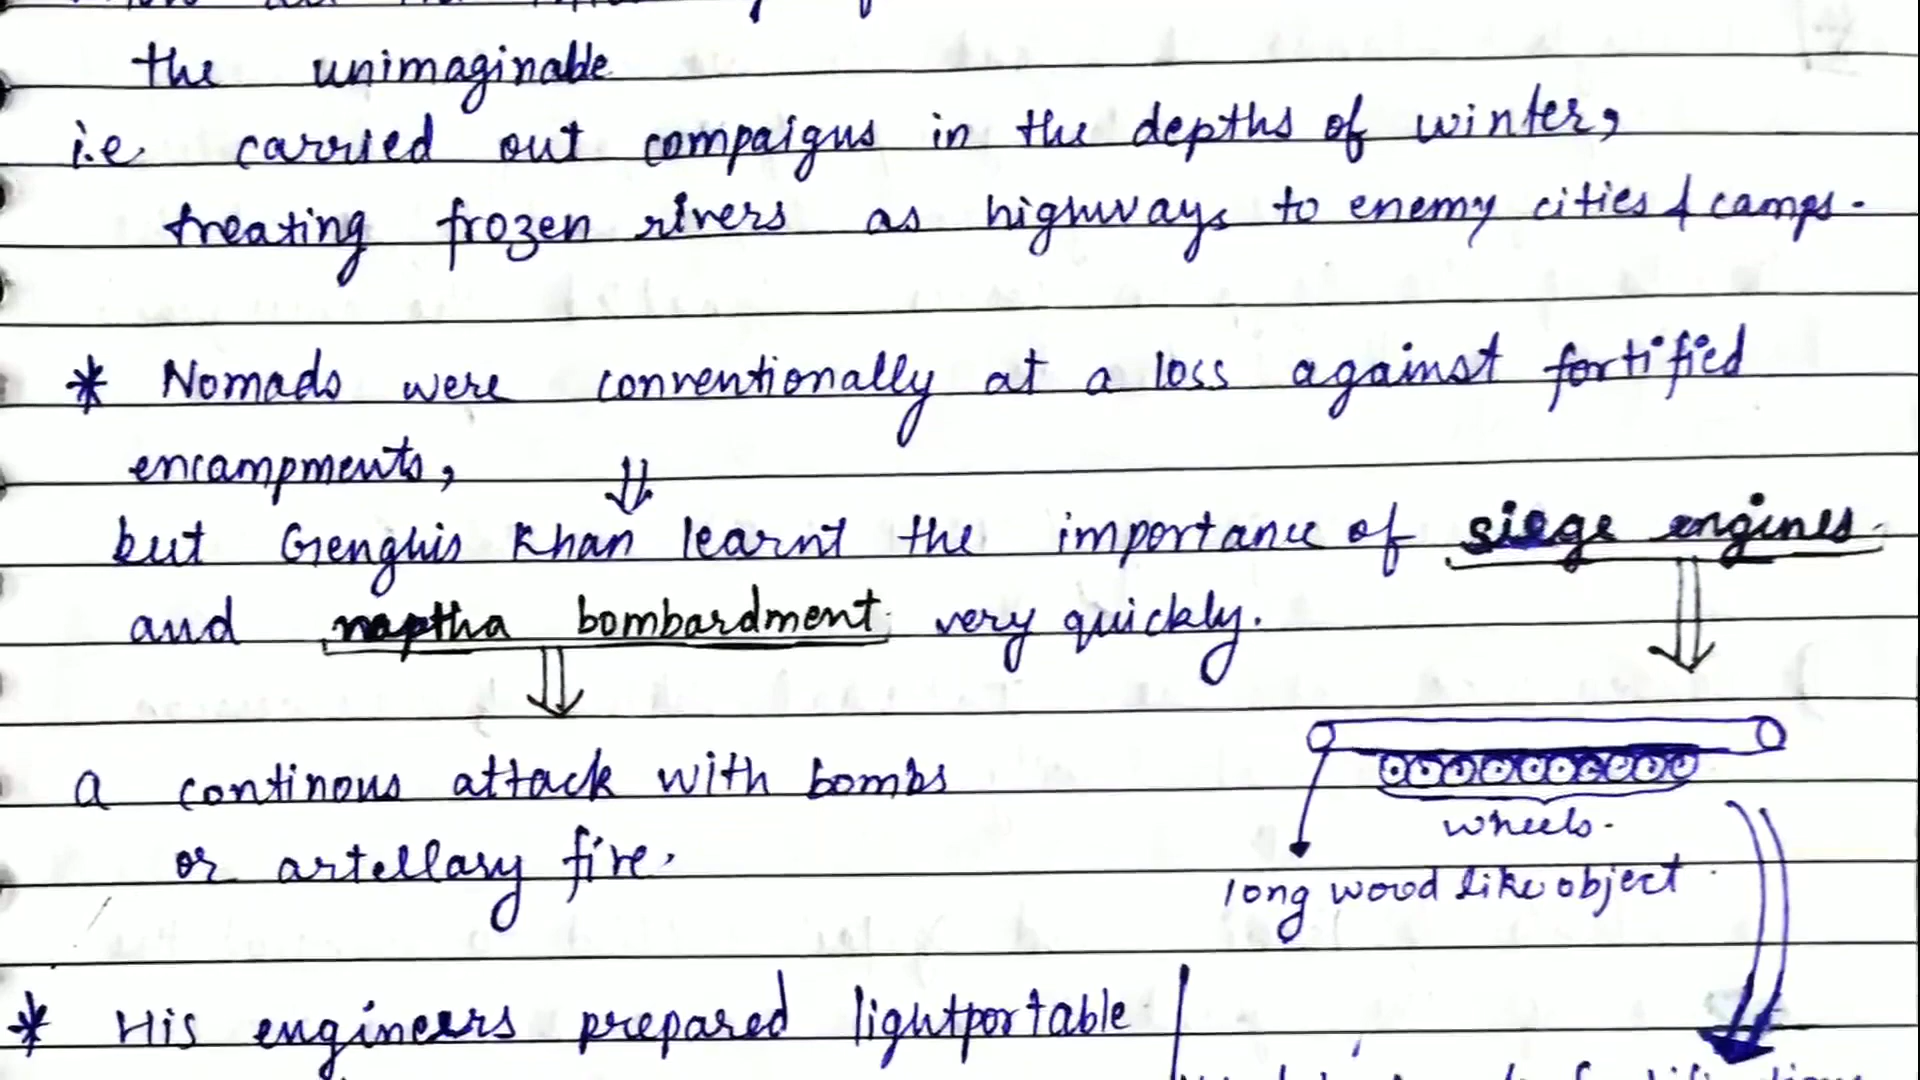 the unimaginable
i.e. carried out compaigns in the depths of winter,
treating frozen rivers as highways to enemy cities & camps.
* Nomads were conventionally at a loss against fortified
encampments,
but Genghis Khan learnt the importance of siege engines
and naptha bombardment very quickly.
a continous attack with bombs
or artellary fire.
wheels.
long wood like object
* His engineers prepared lightportable